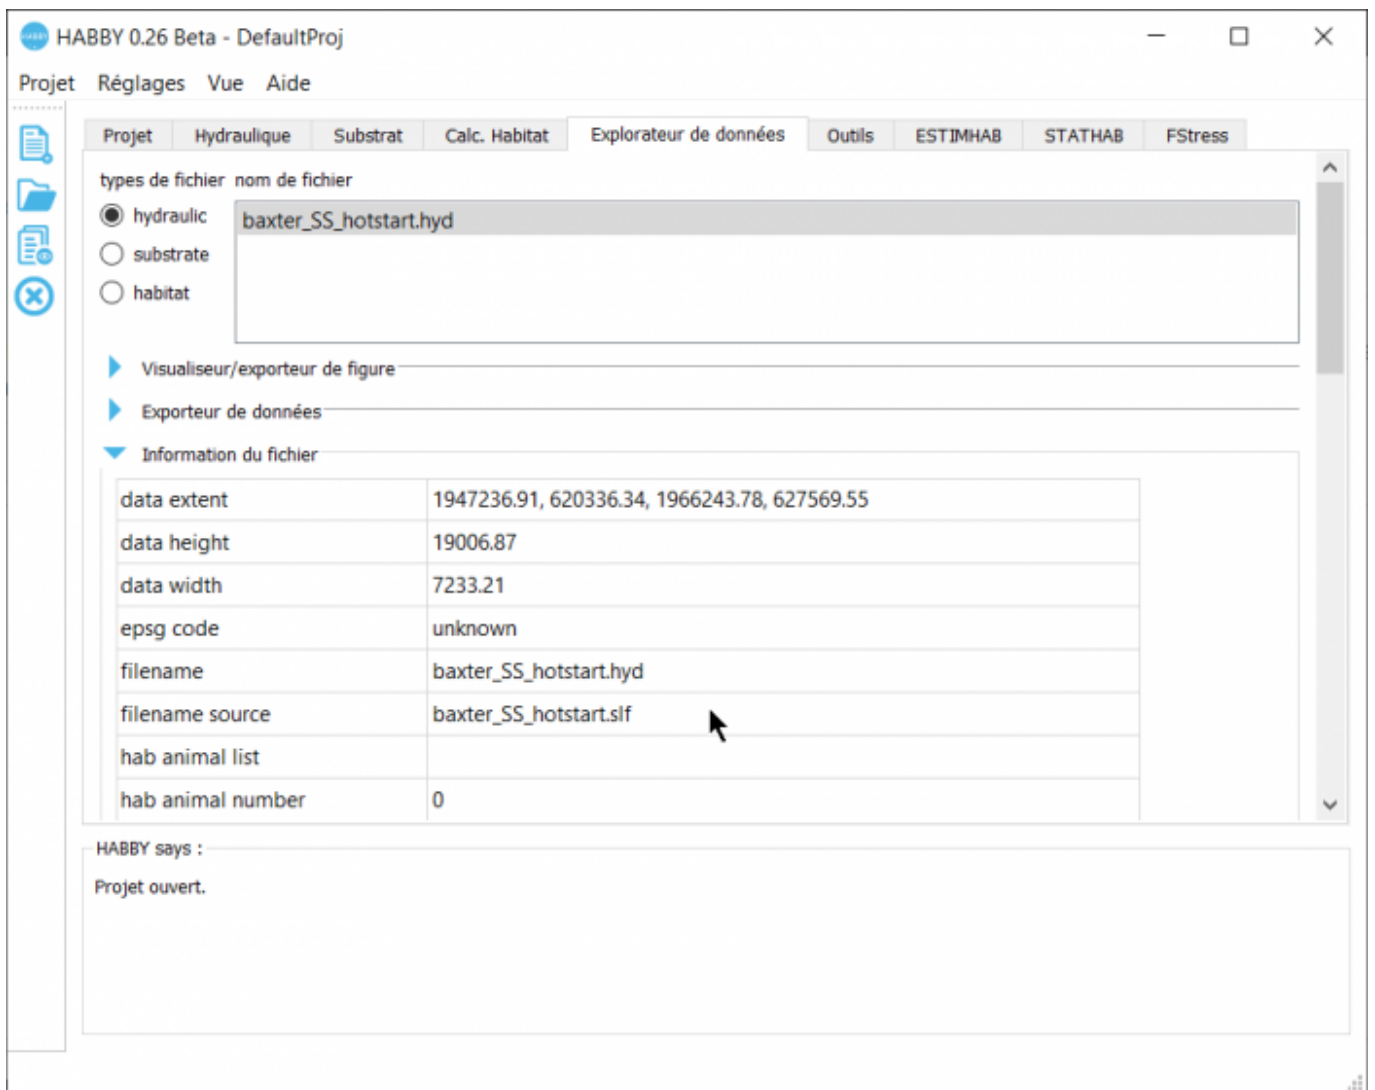 HABBY 0.26 Beta - DefaultProj
Projet Réglages Vue Aide
Projet Hydraulique Substrat Calc. Habitat Explorateur de données Outils ESTIMHAB STATHAB FStress
types de fichier nom de fichier
hydraulic baxter_SS_hotstart.hyd
substrate
habitat
Visualiseur/exporteur de figure
Exporteur de données
Information du fichier
data extent 1947236.91, 620336.34, 1966243.78, 627569.55
data height 19006.87
data width 7233.21
epsg code unknown
filename baxter_SS_hotstart.hyd
filename source baxter_SS_hotstart.slf
hab animal list
hab animal number 0
HABBY says :
Projet ouvert.